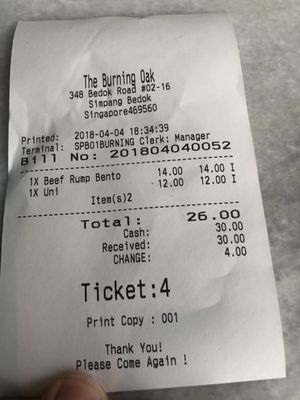 The Burning Oak
348 Bedok Road #02-16
Simpang Bedok
Singapore469560
Printed: 2018-04-04 18:34:39
Terminal: SPBO1BURNING Clerk: Manager
Bill No: 201804040052
1X Beef Rump Bento 14.00 14.00 I
1X Uni 12.00 12.00 I
Item(s)2
Total: 26.00
Cash: 30.00
Received: 30.00
CHANGE: 4.00
Ticket:4
Print Copy : 001
Thank You!
Please Come Again !